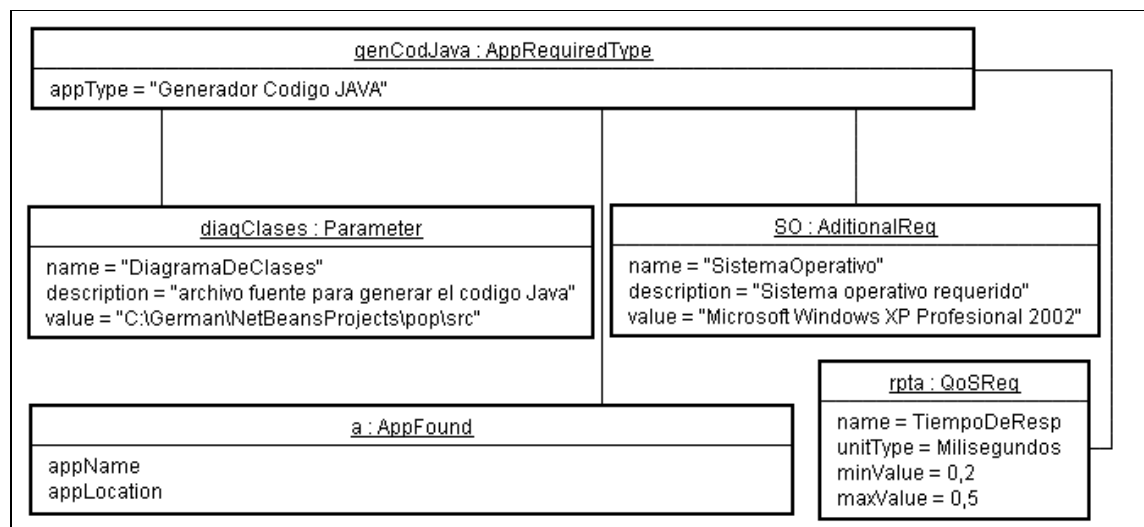 genCodJava : AppRequiredType
appType = "Generador Codigo JAVA"
diagClases : Parameter
name = "DiagramaDeClases"
description = "archivo fuente para generar el codigo Java"
value = "C:\German\NetBeansProjects\pop\src"
SO : AditionalReq
name = "SistemaOperativo"
description = "Sistema operativo requerido"
value = "Microsoft Windows XP Profesional 2002"
a : AppFound
appName
appLocation
rpta : QoSReq
name = TiempoDeResp
unitType = Milisegundos
minValue = 0,2
maxValue = 0,5